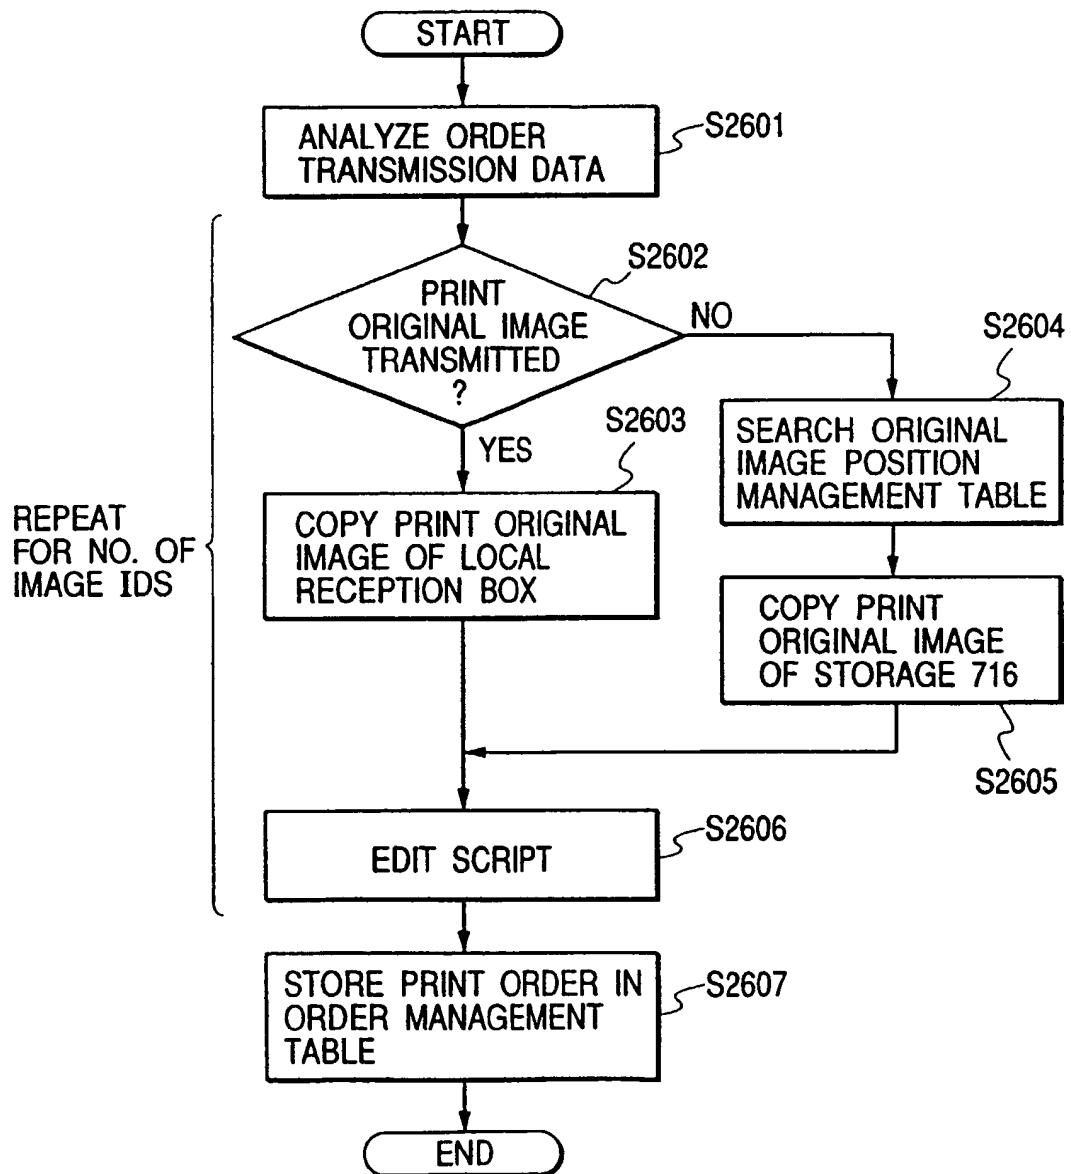 START
ANALYZE ORDER
TRANSMISSION DATA
S2601
PRINT
ORIGINAL IMAGE
TRANSMITTED
?
S2602
NO
YES
S2603
COPY PRINT ORIGINAL
IMAGE OF LOCAL
RECEPTION BOX
S2604
SEARCH ORIGINAL
IMAGE POSITION
MANAGEMENT TABLE
COPY PRINT
ORIGINAL IMAGE
OF STORAGE 716
S2605
REPEAT
FOR NO. OF
IMAGE IDS
EDIT SCRIPT
S2606
STORE PRINT ORDER IN
ORDER MANAGEMENT
TABLE
S2607
END